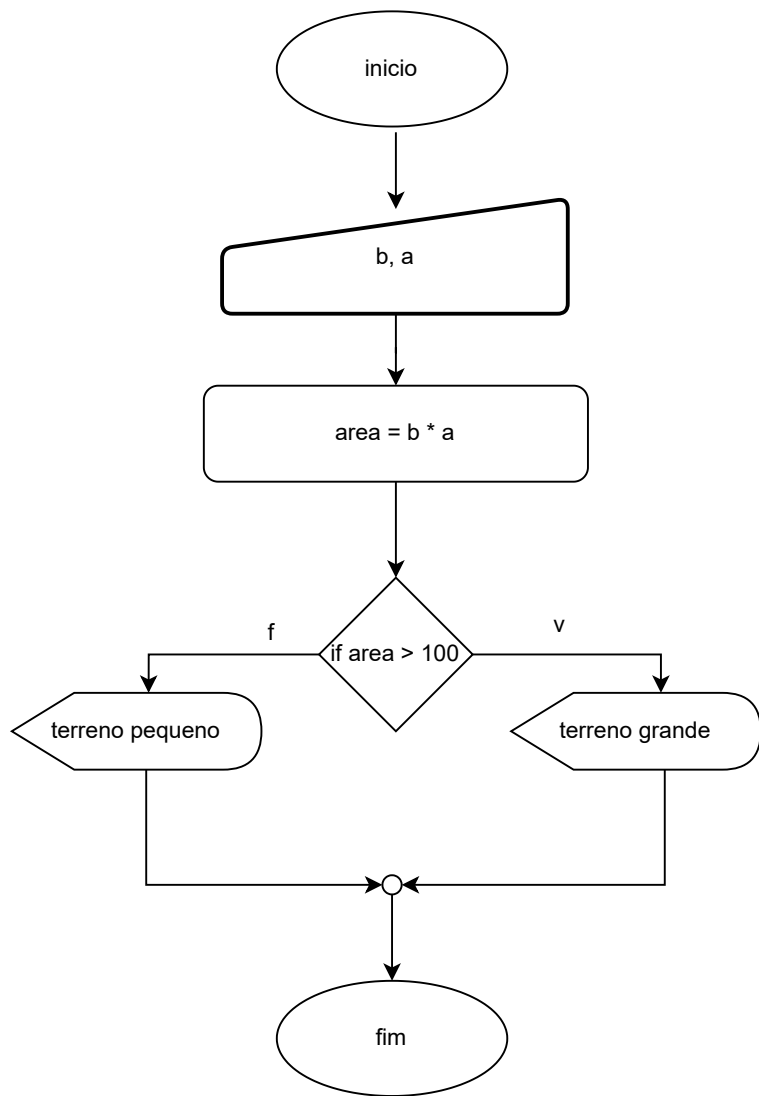 inicio
b, a
area = b * a
if area > 100
f
v
terreno pequeno
terreno grande
fim